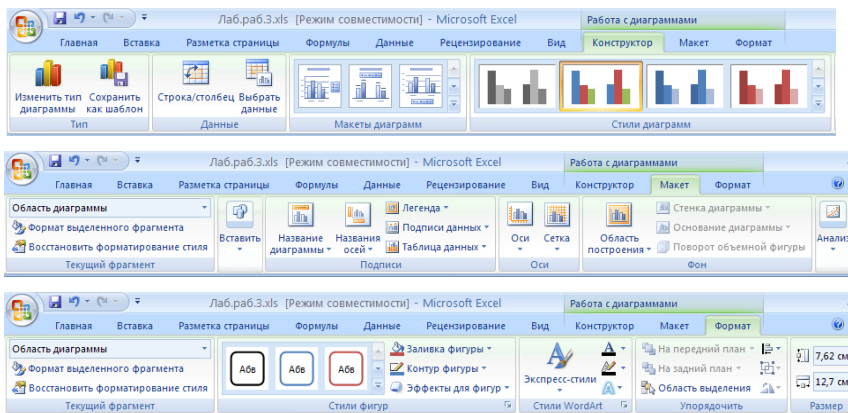 Лаб.раб.3.xls [Режим совместимости] - Microsoft Excel
Работа с диаграммами
Главная Вставка Разметка страницы Формулы Данные Рецензирование Вид Конструктор Макет Формат
Изменить тип диаграммы
Сохранить как шаблон
Строка/столбец
Выбрать данные
Тип Данные Макеты диаграмм Стили диаграмм
Лаб.раб.3.xls [Режим совместимости] - Microsoft Excel
Работа с диаграммами
Главная Вставка Разметка страницы Формулы Данные Рецензирование Вид Конструктор Макет Формат
Область диаграммы
Формат выделенного фрагмента
Восстановить форматирование стиля
Вставить
Название диаграммы
Названия осей
Легенда
Подписи данных
Таблица данных
Оси
Сетка
Область построения
Стенка диаграммы
Основание диаграммы
Поворот объемной фигуры
Анализ
Текущий фрагмент Подписи Оси Фон
Лаб.раб.3.xls [Режим совместимости] - Microsoft Excel
Работа с диаграммами
Главная Вставка Разметка страницы Формулы Данные Рецензирование Вид Конструктор Макет Формат
Область диаграммы
Формат выделенного фрагмента
Восстановить форматирование стиля
Абв Абв Абв
Заливка фигуры
Контур фигуры
Эффекты для фигур
Экспресс-стили
На передний план
На задний план
Область выделения
7,62 см
12,7 см
Текущий фрагмент Стили фигур Стили WordArt Упорядочить Размер